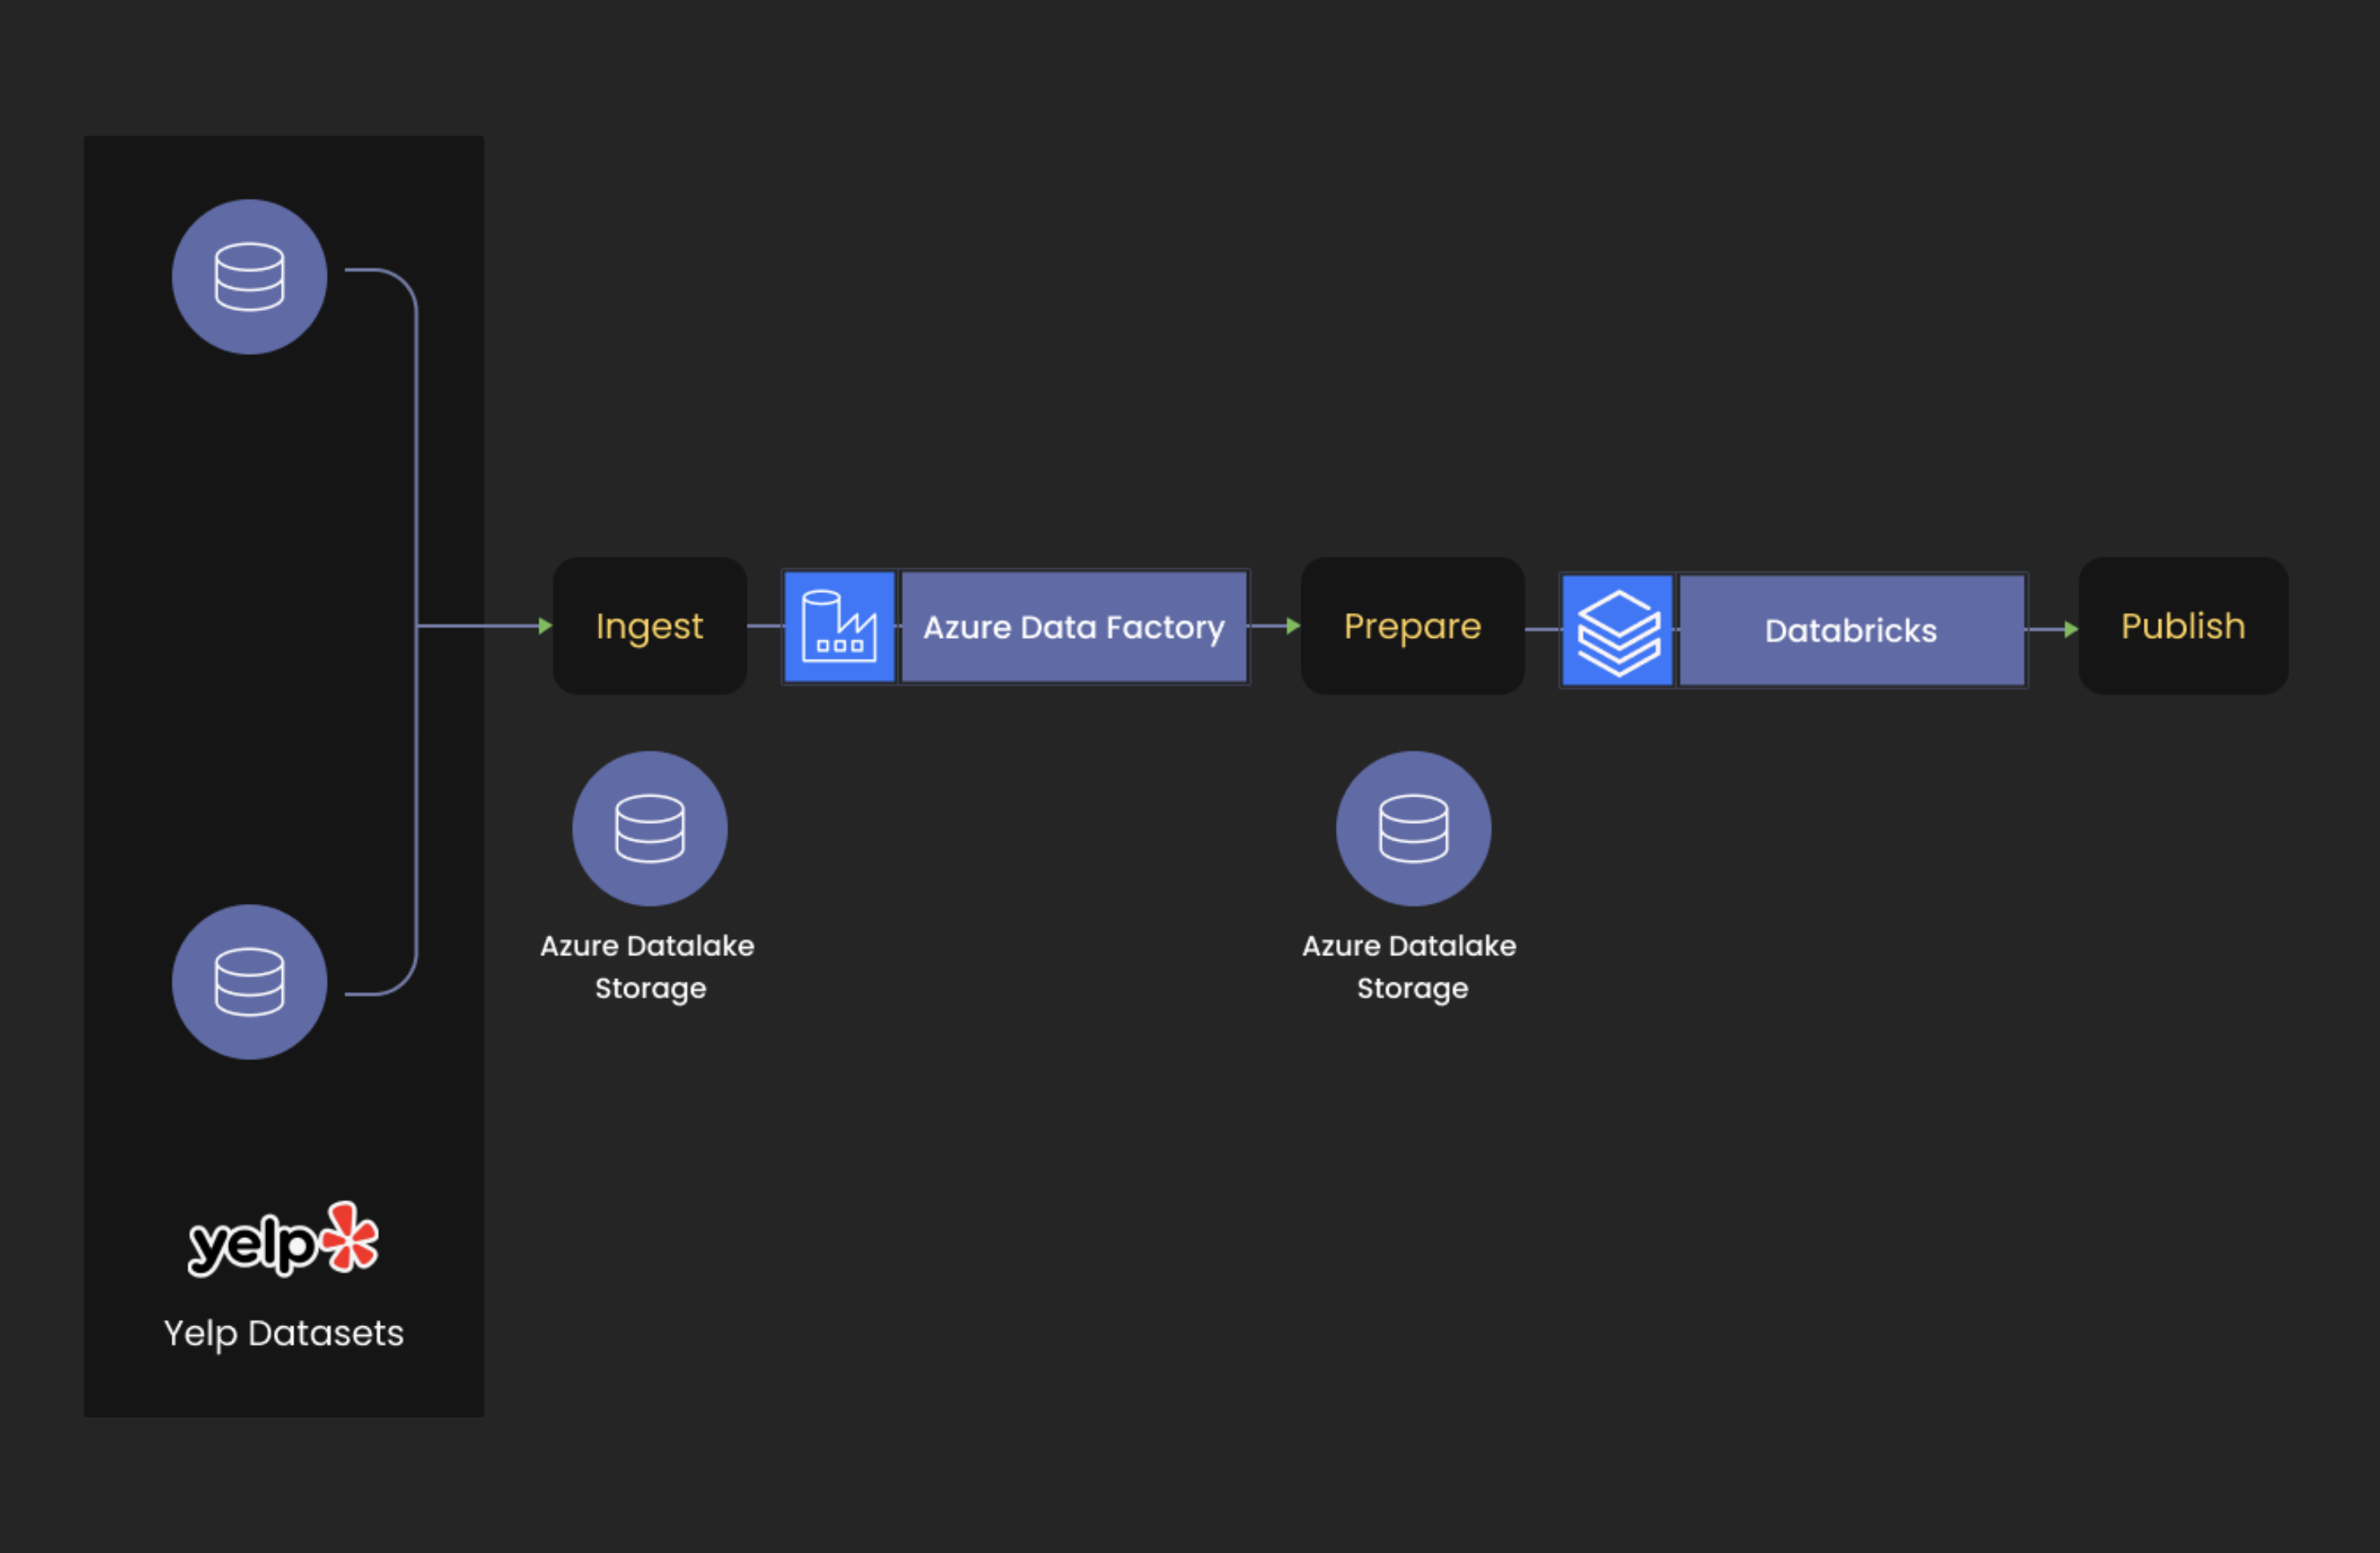 Ingest
Azure Data Factory
Prepare
Databricks
Publish
Azure Datalake
Storage
Azure Datalake
Storage
yelp
Yelp Datasets